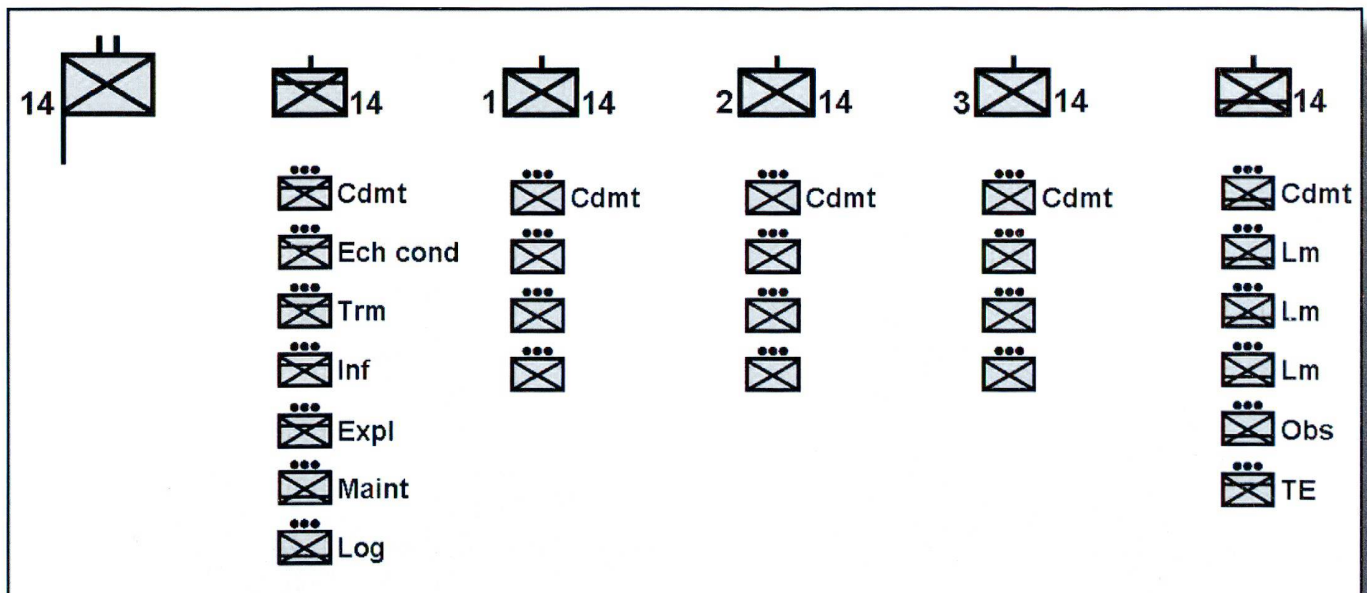 14 14 1 14 2 14 3 14 14
Cdmt Cdmt Cdmt Cdmt Cdmt
Ech cond Lm
Trm Lm
Inf Lm
Expl Obs
Maint TE
Log